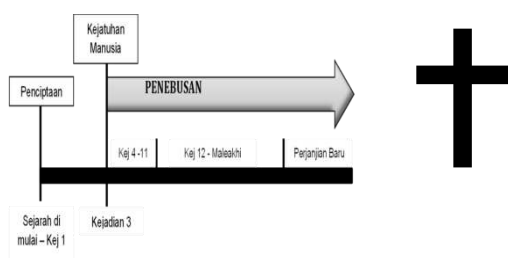 Kejatuhan
Manusia
Penciptaan
PENEBUSAN
Kej 4 -11
Kej 12 - Maleakhi
Perjanjian Baru
Sejarah di
mulai – Kej 1
Kejadian 3